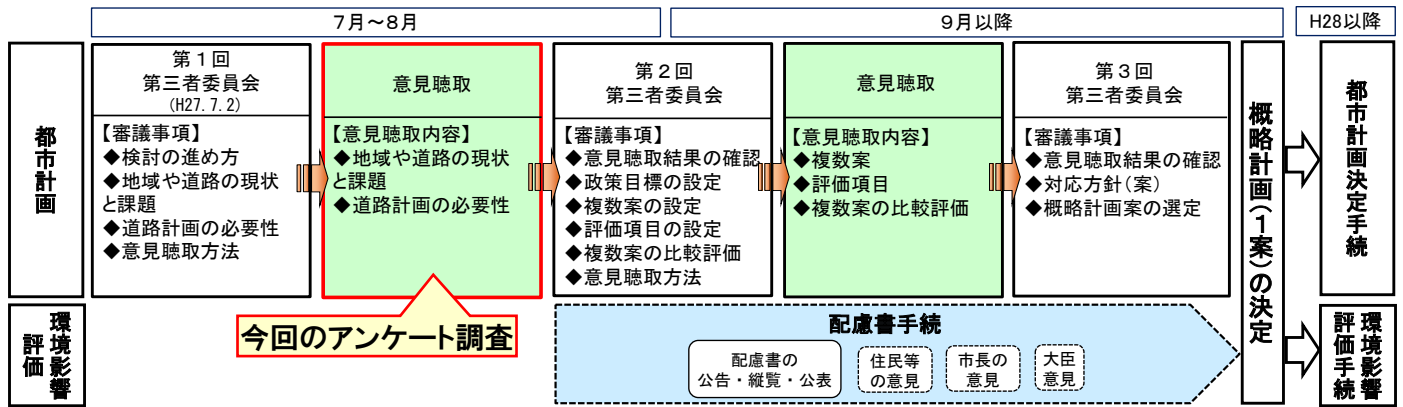 7月~8月
9月以降
H28以降
都市計画
第1回
第三者委員会
(H27.7.2)
【審議事項】
◆検討の進め方
◆地域や道路の現状
と課題
◆道路計画の必要性
◆意見聴取方法
意見聴取
【意見聴取内容】
◆地域や道路の現状
と課題
◆道路計画の必要性
第2回
第三者委員会
【審議事項】
◆意見聴取結果の確認
◆政策目標の設定
◆複数案の設定
◆評価項目の設定
◆複数案の比較評価
◆意見聴取方法
意見聴取
【意見聴取内容】
◆複数案
◆評価項目
◆複数案の比較評価
第3回
第三者委員会
【審議事項】
◆意見聴取結果の確認
◆対応方針(案)
◆概略計画案の選定
概略計画(1案)の決定
都市計画決定手続
今回のアンケート調査
環境影響
評価
配慮書手続
配慮書の
公告・縦覧・公表
住民等
の意見
市長の
意見
大臣
意見
環境影響
評価手続